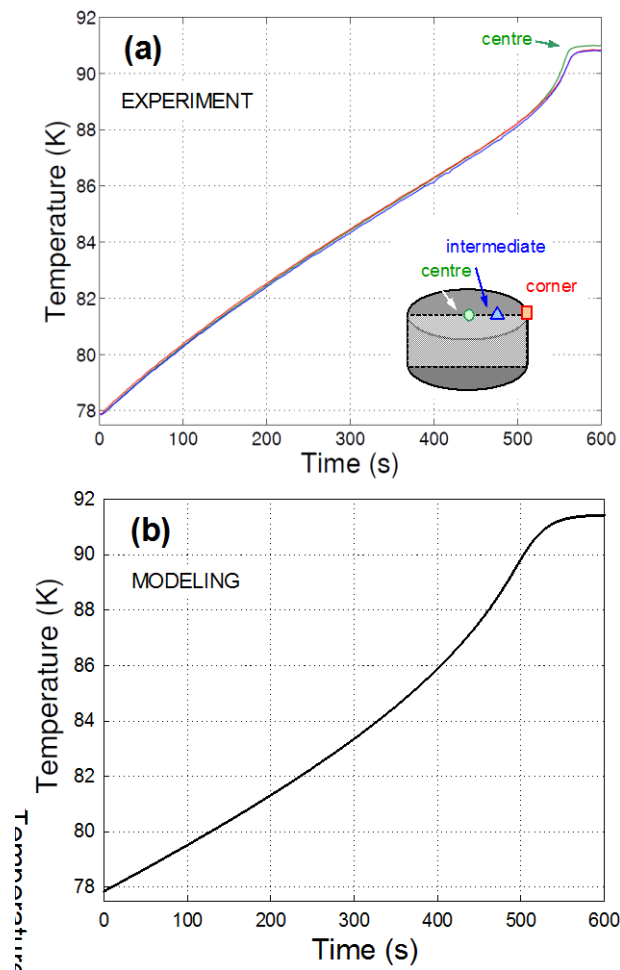 92
(a)
centre
90
EXPERIMENT
88
Temperature (K)
86
84
intermediate
centre
82
corner
80
78
0 100 200 300 400 500 600
Time (s)
92
(b)
90
MODELING
88
Temperature (K)
86
84
82
80
78
0 100 200 300 400 500 600
Time (s)
Temperature